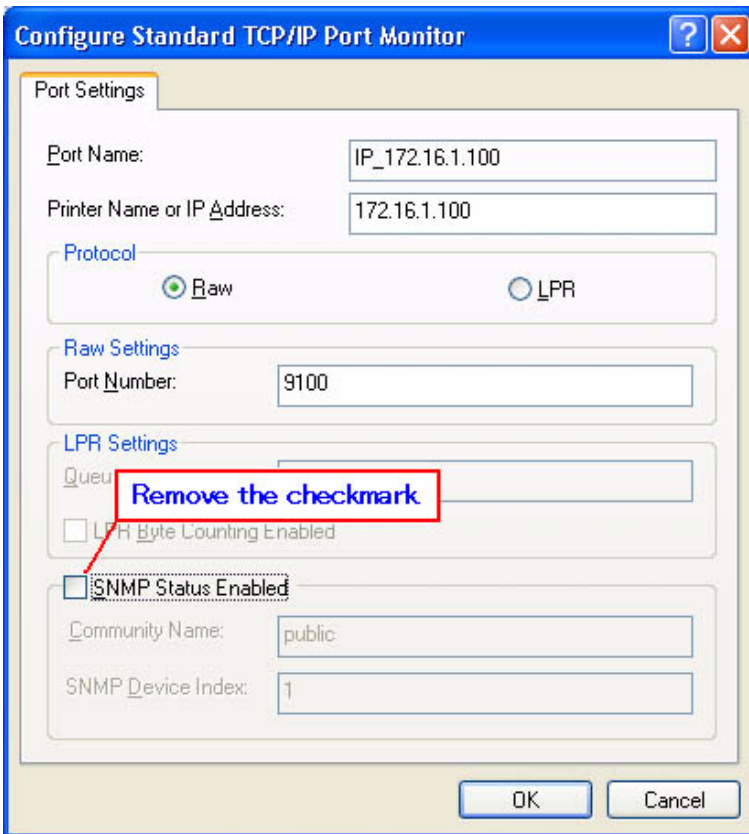 Configure Standard TCP/IP Port Monitor
Port Settings
Port Name:
IP_172.16.1.100
Printer Name or IP Address:
172.16.1.100
Protocol
Raw
LPR
Raw Settings
Port Number:
9100
LPR Settings
Remove the checkmark
LPR Byte Counting Enabled
SNMP Status Enabled
Community Name:
public
SNMP Device Index:
1
OK
Cancel